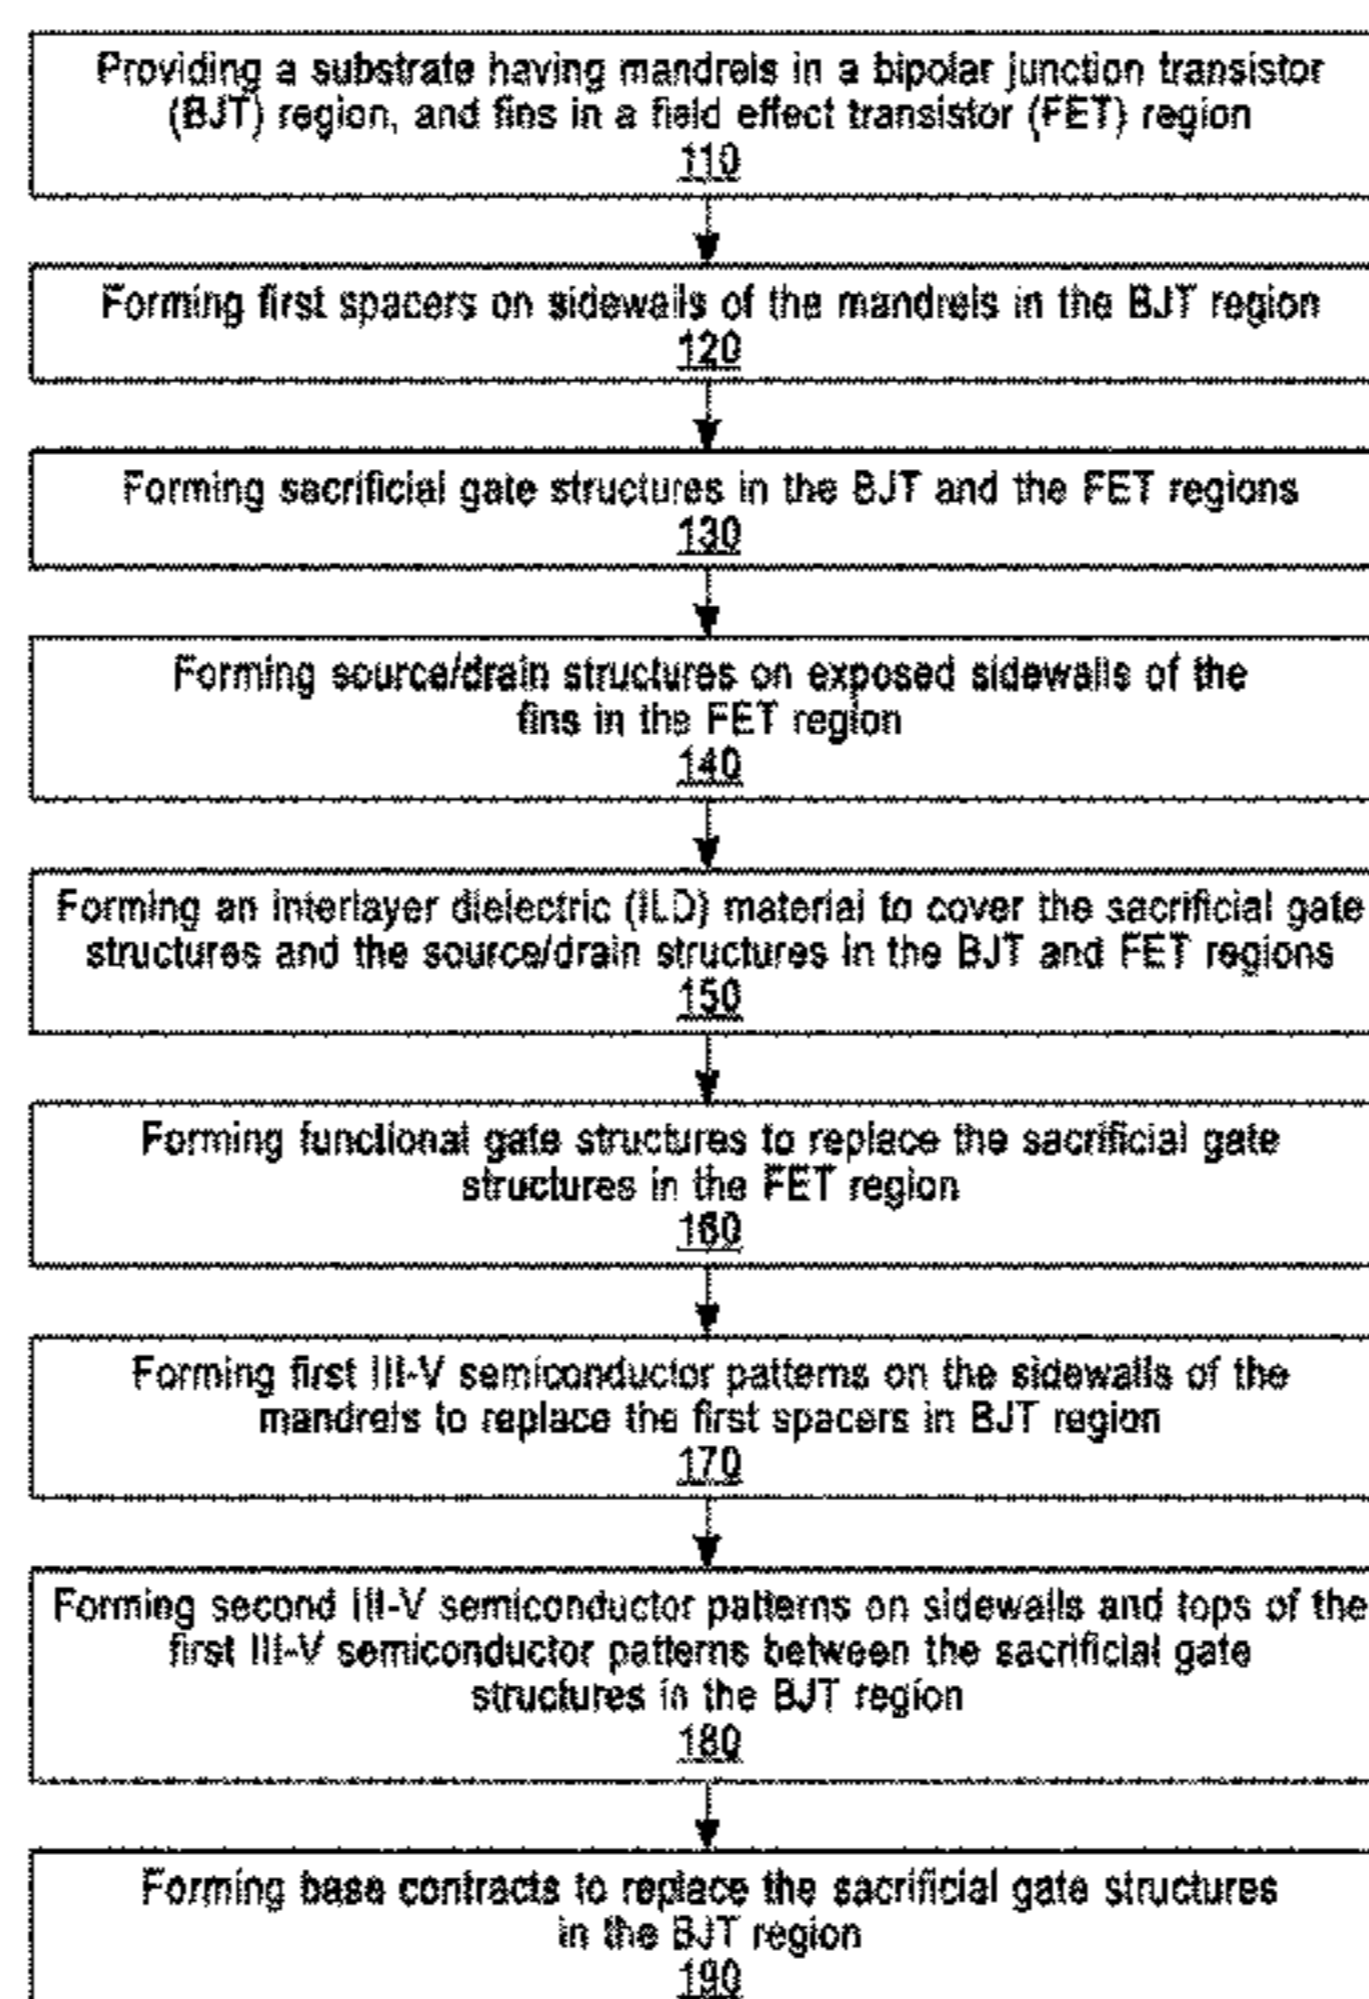 Providing a substrate having mandrels in a bipolar junction transistor
(BJT) region, and fins in a field effect transistor (FET) region
110
Forming first spacers on sidewalls of the mandrels in the BJT region
120
Forming sacrificial gate structures in the BJT and the FET regions
130
Forming source/drain structures on exposed sidewalls of the
fins in the FET region
140
Forming an interlayer dielectric (ILD) material to cover the sacrificial gate
structures and the source/drain structures in the BJT and FET regions
150
Forming functional gate structures to replace the sacrificial gate
structures in the FET region
160
Forming first III-V semiconductor patterns on the sidewalls of the
mandrels to replace the first spacers in BJT region
170
Forming second III-V semiconductor patterns on sidewalls and tops of the
first III-V semiconductor patterns between the sacrificial gate
structures in the BJT region
180
Forming base contracts to replace the sacrificial gate structures
in the BJT region
190